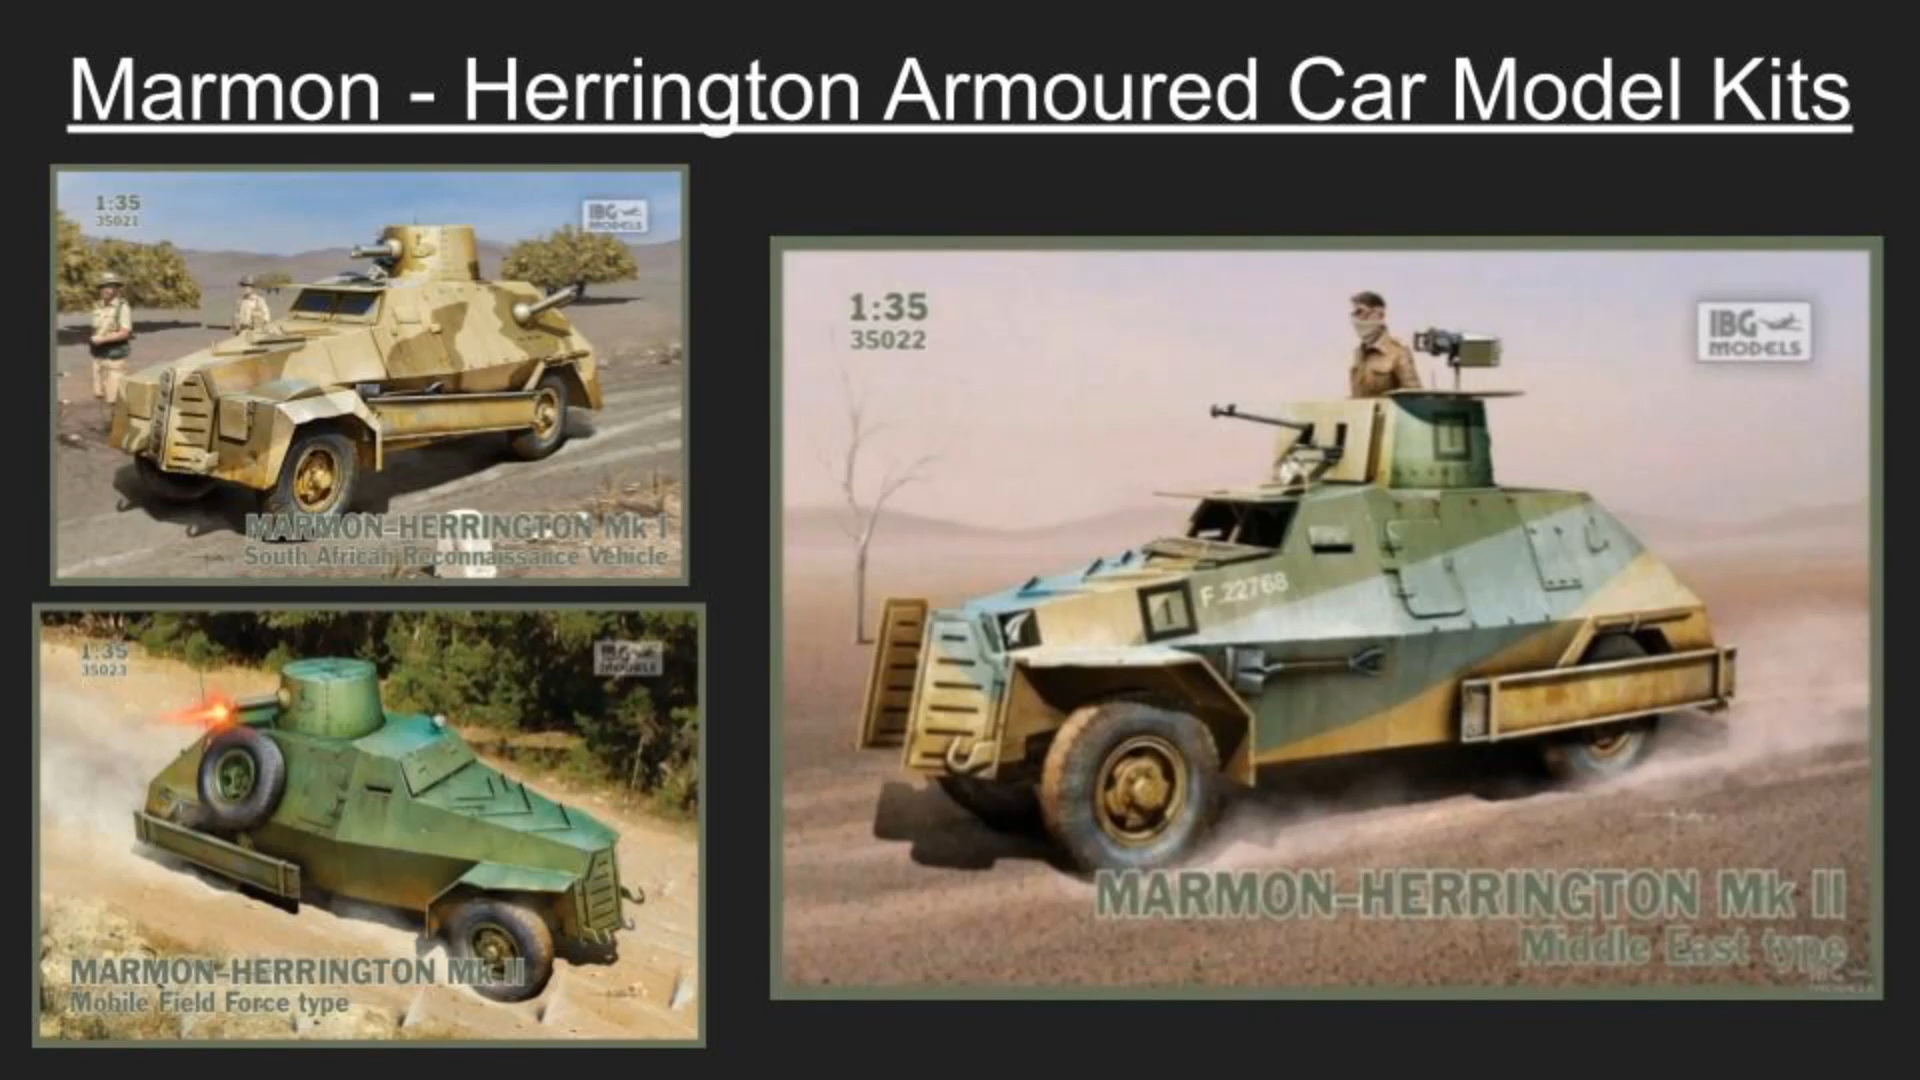 Marmon - Herrington Armoured Car Model Kits
1:35
35021
IBG
MODELS
MARMON-HERRINGTON Mk I
South African Reconnaissance Vehicle
1:35
35022
IBG
MODELS
1
F 22768
MARMON-HERRINGTON Mk II
Middle East type
1:35
35023
IBG
MODELS
MARMON-HERRINGTON Mk II
Mobile Field Force type